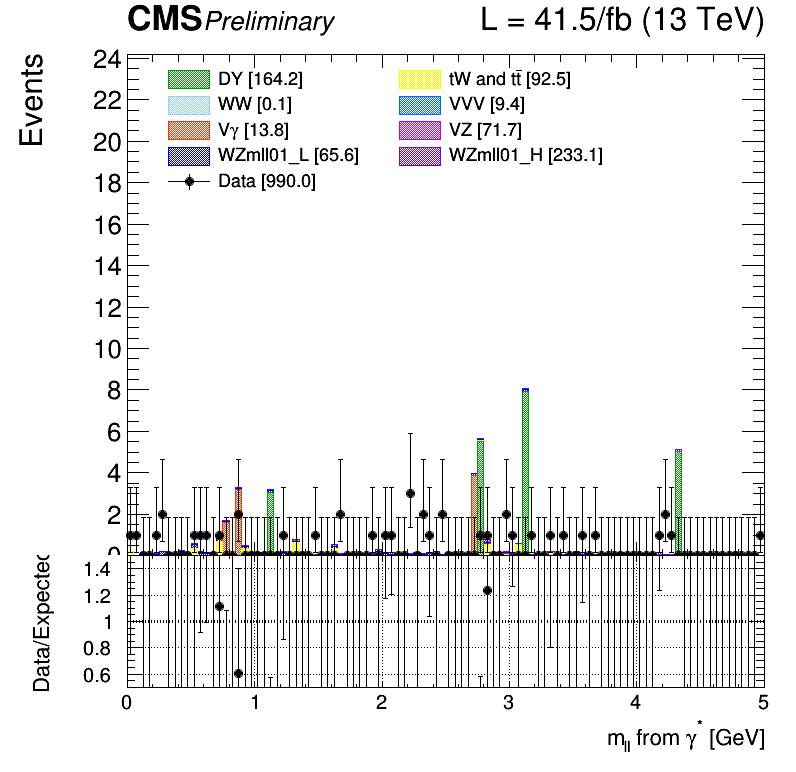 CMS Preliminary L = 41.5/fb (13 TeV)
Events
24
22
20
18
16
14
12
10
8
6
4
2
0
DY [164.2]
tW and tt̄ [92.5]
WW [0.1]
VVV [9.4]
Vγ [13.8]
VZ [71.7]
WZmll01_L [65.6]
WZmll01_H [233.1]
Data [990.0]
Data/Expected
1.4
1.2
1
0.8
0.6
0 1 2 3 4 5
m_ll from γ* [GeV]